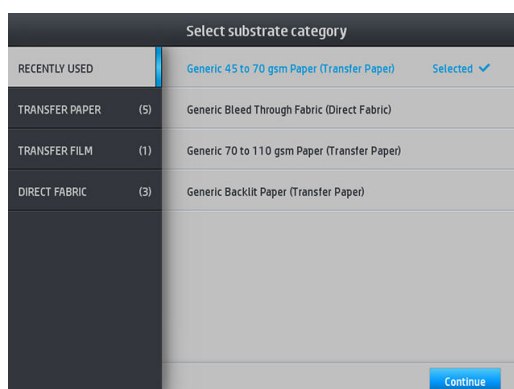 Select substrate category
RECENTLY USED
TRANSFER PAPER (5)
TRANSFER FILM (1)
DIRECT FABRIC (3)
Generic 45 to 70 gsm Paper (Transfer Paper) Selected ✓
Generic Bleed Through Fabric (Direct Fabric)
Generic 70 to 110 gsm Paper (Transfer Paper)
Generic Backlit Paper (Transfer Paper)
Continue